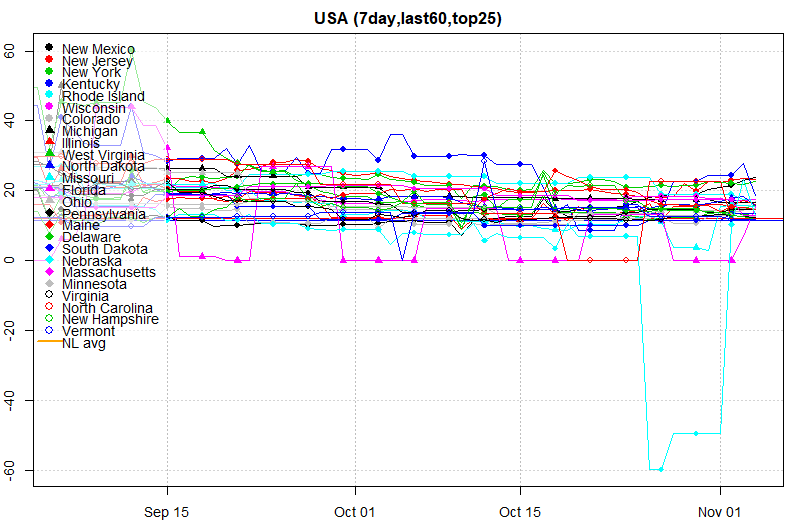 USA (7day,last60,top25)
60
40
20
0
-20
-40
-60
New Mexico
New Jersey
New York
Kentucky
Rhode Island
Wisconsin
Colorado
Michigan
Illinois
West Virginia
North Dakota
Missouri
Florida
Ohio
Pennsylvania
Maine
Delaware
South Dakota
Nebraska
Massachusetts
Minnesota
Virginia
North Carolina
New Hampshire
Vermont
NL avg
Sep 15
Oct 01
Oct 15
Nov 01